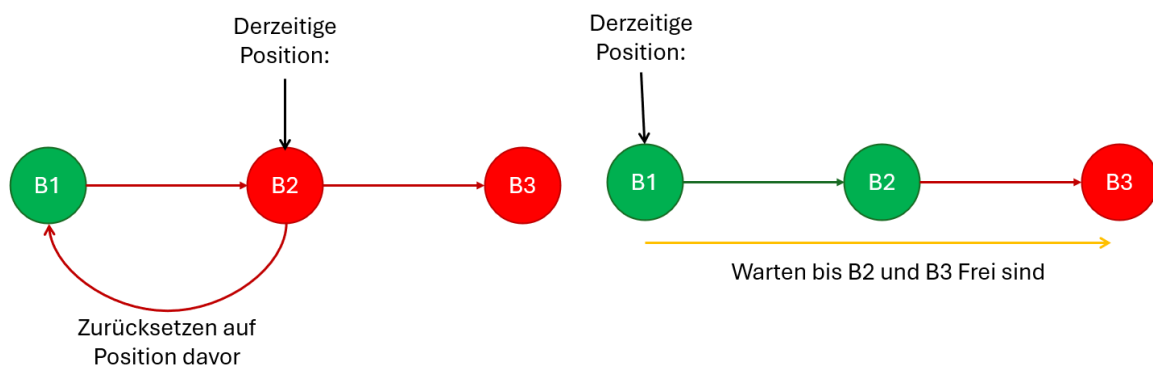 Derzeitige
Position:
B1
B2
B3
Zurücksetzen auf
Position davor
Derzeitige
Position:
B1
B2
B3
Warten bis B2 und B3 Frei sind